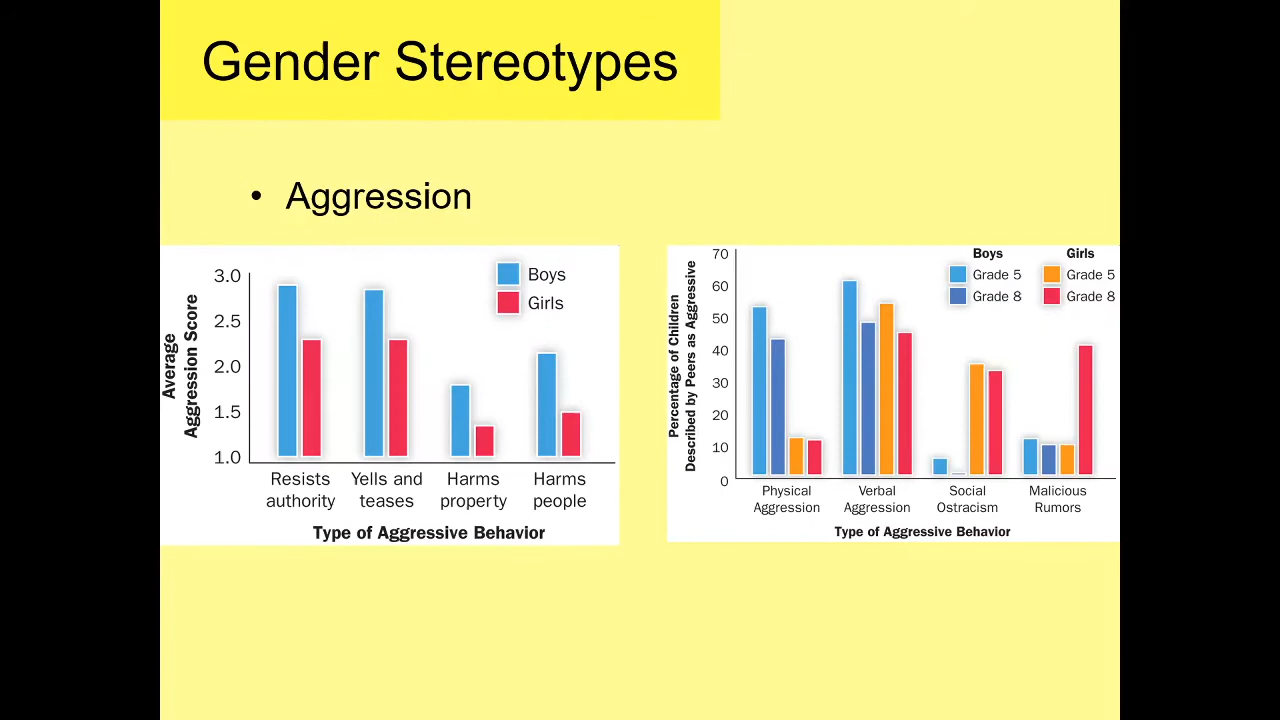 Gender Stereotypes
• Aggression
Average
Aggression Score
3.0
2.5
2.0
1.5
1.0
Boys
Girls
Resists
authority
Yells and
teases
Harms
property
Harms
people
Type of Aggressive Behavior
Percentage of Children
Described by Peers as Aggressive
70
60
50
40
30
20
10
0
Boys Girls
Grade 5 Grade 5
Grade 8 Grade 8
Physical
Aggression
Verbal
Aggression
Social
Ostracism
Malicious
Rumors
Type of Aggressive Behavior